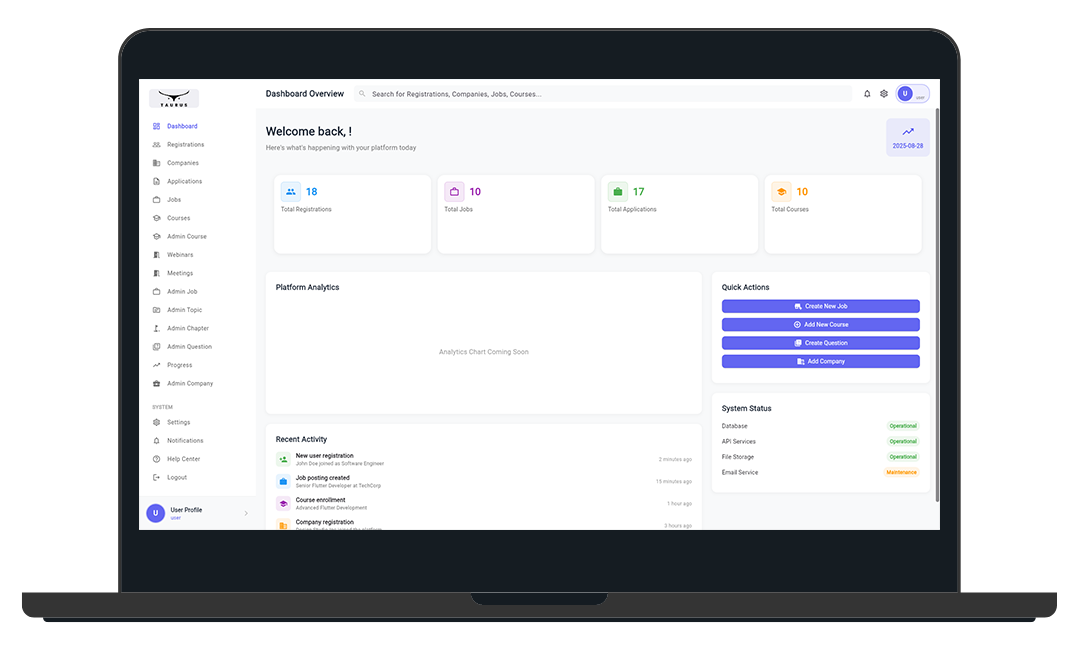 TAURUS
Dashboard Overview
Search for Registrations, Companies, Jobs, Courses...
U
user
Dashboard
Registrations
Companies
Applications
Jobs
Courses
Admin Course
Webinars
Meetings
Admin Job
Admin Topic
Admin Chapter
Admin Question
Progress
Admin Company
SYSTEM
Settings
Notifications
Help Center
Logout
U
User Profile
user
Welcome back, !
Here's what's happening with your platform today
2025-08-28
18
Total Registrations
10
Total Jobs
17
Total Applications
10
Total Courses
Platform Analytics
Analytics Chart Coming Soon
Quick Actions
Create New Job
Add New Course
Create Question
Add Company
Recent Activity
New user registration
John Doe joined as Software Engineer
2 minutes ago
Job posting created
Senior Flutter Developer at TechCorp
15 minutes ago
Course enrollment
Advanced Flutter Development
1 hour ago
Company registration
3 hours ago
System Status
Database
Operational
API Services
Operational
File Storage
Operational
Email Service
Maintenance